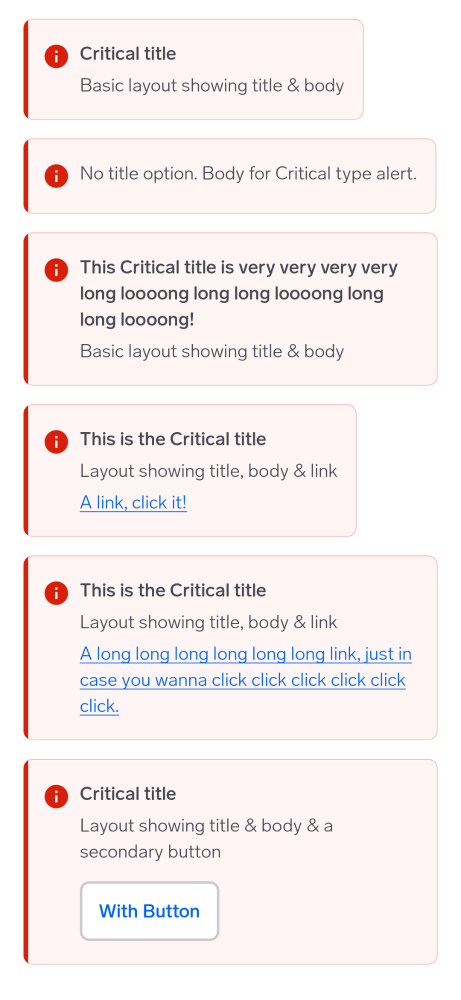 Critical title
Basic layout showing title & body
No title option. Body for Critical type alert.
This Critical title is very very very very
long loooong long long loooong long
long loooong!
Basic layout showing title & body
This is the Critical title
Layout showing title, body & link
A link, click it!
This is the Critical title
Layout showing title, body & link
A long long long long long long link, just in
case you wanna click click click click click
click.
Critical title
Layout showing title & body & a
secondary button
With Button